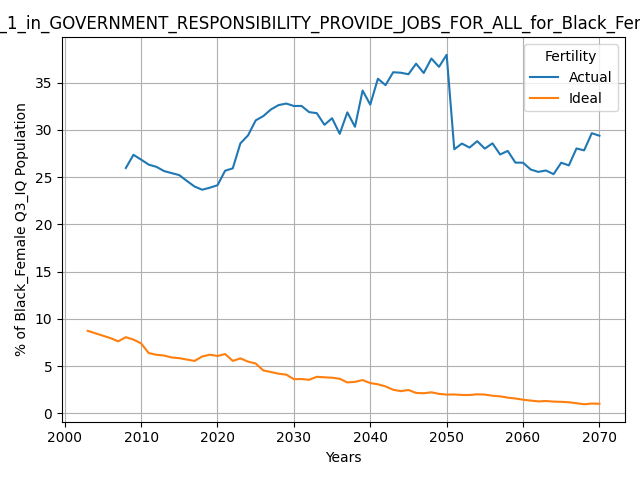 _1_in_GOVERNMENT_RESPONSIBILITY_PROVIDE_JOBS_FOR_ALL_for_Black_Fer
Fertility
Actual
Ideal
% of Black_Female Q3_IQ Population
35
30
25
20
15
10
5
0
2000 2010 2020 2030 2040 2050 2060 2070
Years